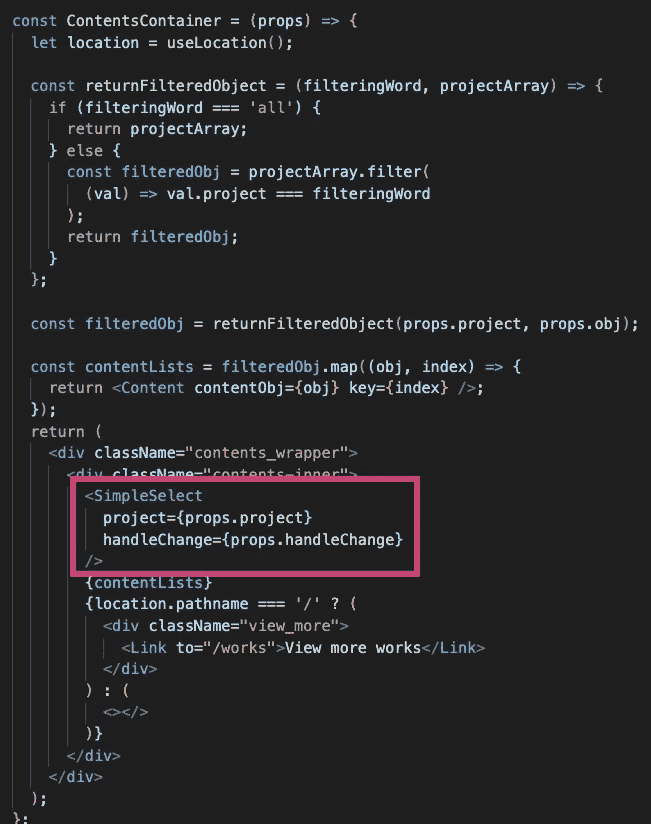 const ContentsContainer = (props) => {
let location = useLocation();
const returnFilteredObject = (filteringWord, projectArray) => {
if (filteringWord === 'all') {
return projectArray;
} else {
const filteredObj = projectArray.filter(
(val) => val.project === filteringWord
);
return filteredObj;
}
};
const filteredObj = returnFilteredObject(props.project, props.obj);
const contentLists = filteredObj.map((obj, index) => {
return <Content contentObj={obj} key={index} />;
});
return (
<div className="contents_wrapper">
<div className="contents-inner">
<SimpleSelect
project={props.project}
handleChange={props.handleChange}
/>
{contentLists}
{location.pathname === '/' ? (
<div className="view_more">
<Link to="/works">View more works</Link>
</div>
) : (
<></>
)}
</div>
</div>
);
};